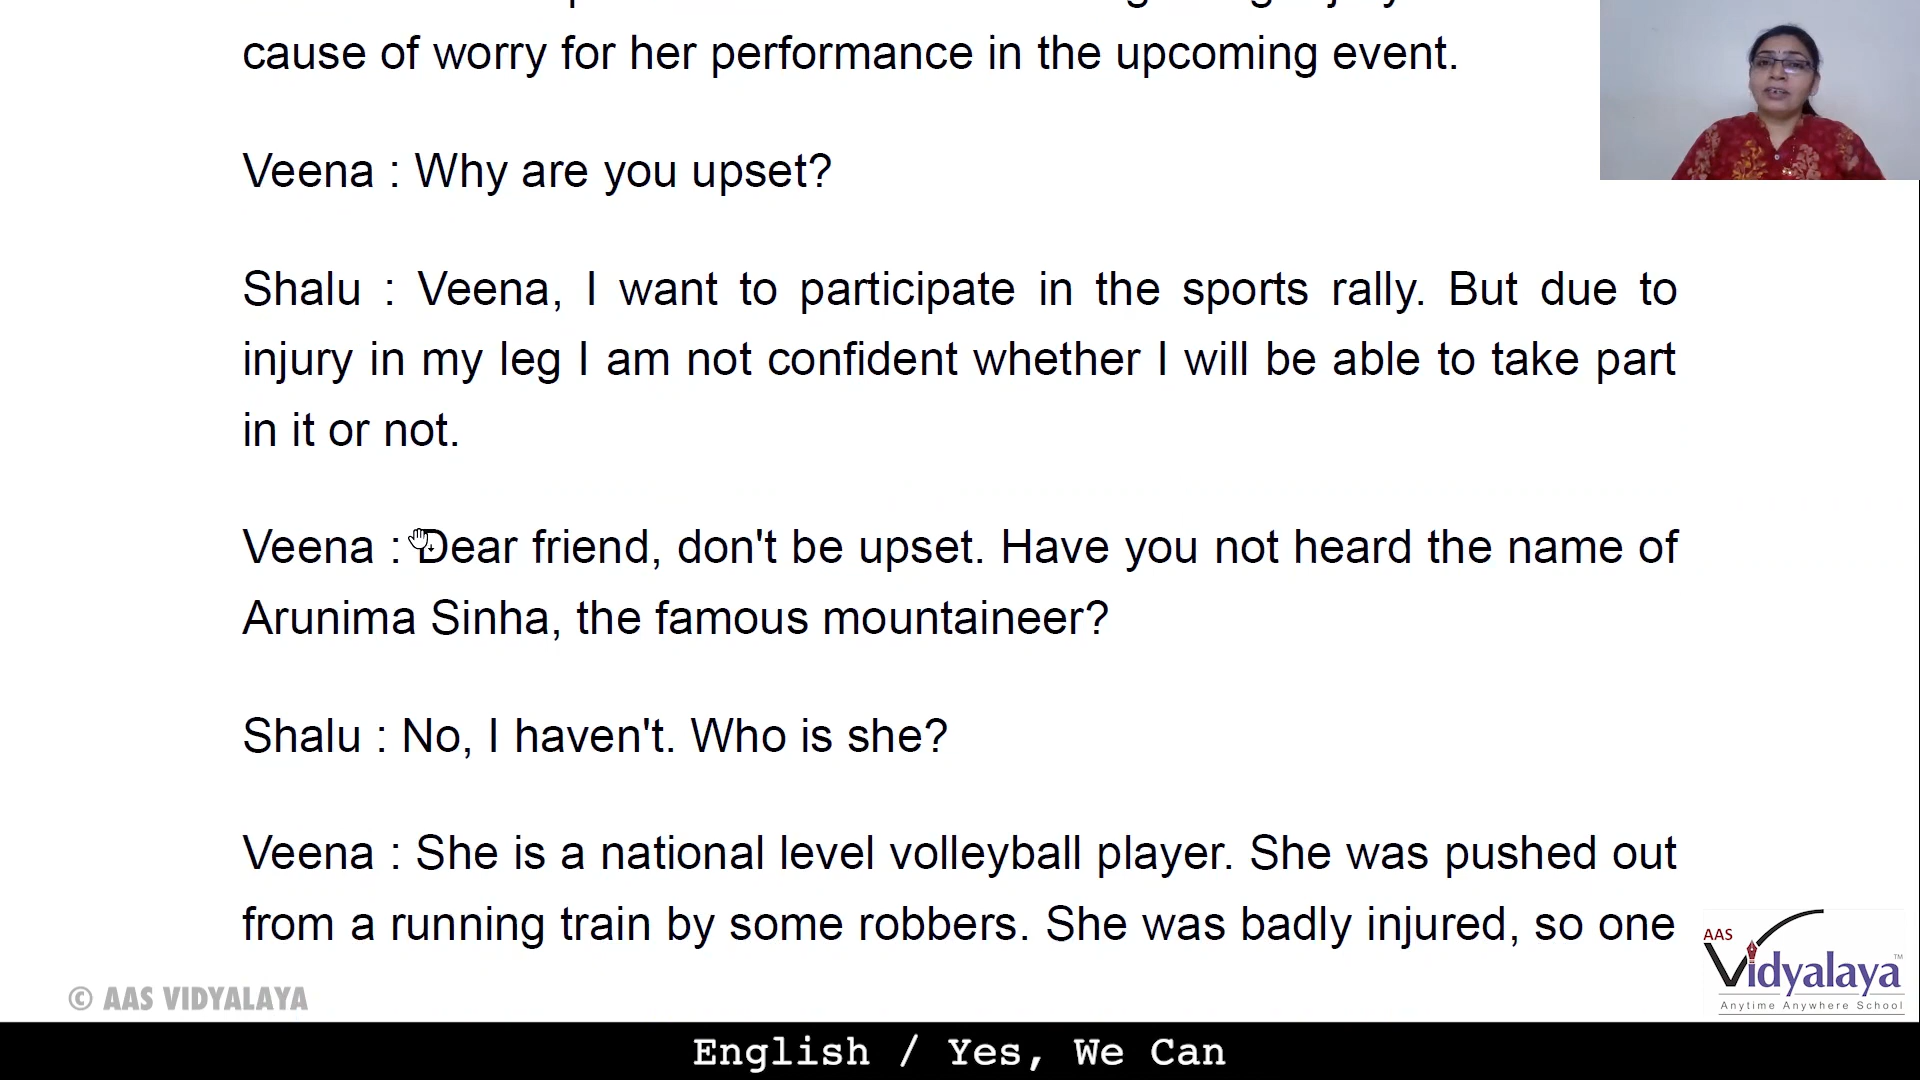 cause of worry for her performance in the upcoming event.
Veena : Why are you upset?
Shalu : Veena, I want to participate in the sports rally. But due to
injury in my leg I am not confident whether I will be able to take part
in it or not.
Veena : Dear friend, don't be upset. Have you not heard the name of
Arunima Sinha, the famous mountaineer?
Shalu : No, I haven't. Who is she?
Veena : She is a national level volleyball player. She was pushed out
from a running train by some robbers. She was badly injured, so one
AAS
Vidyalaya™
Anytime Anywhere School
© AAS VIDYALAYA
English / Yes, We Can